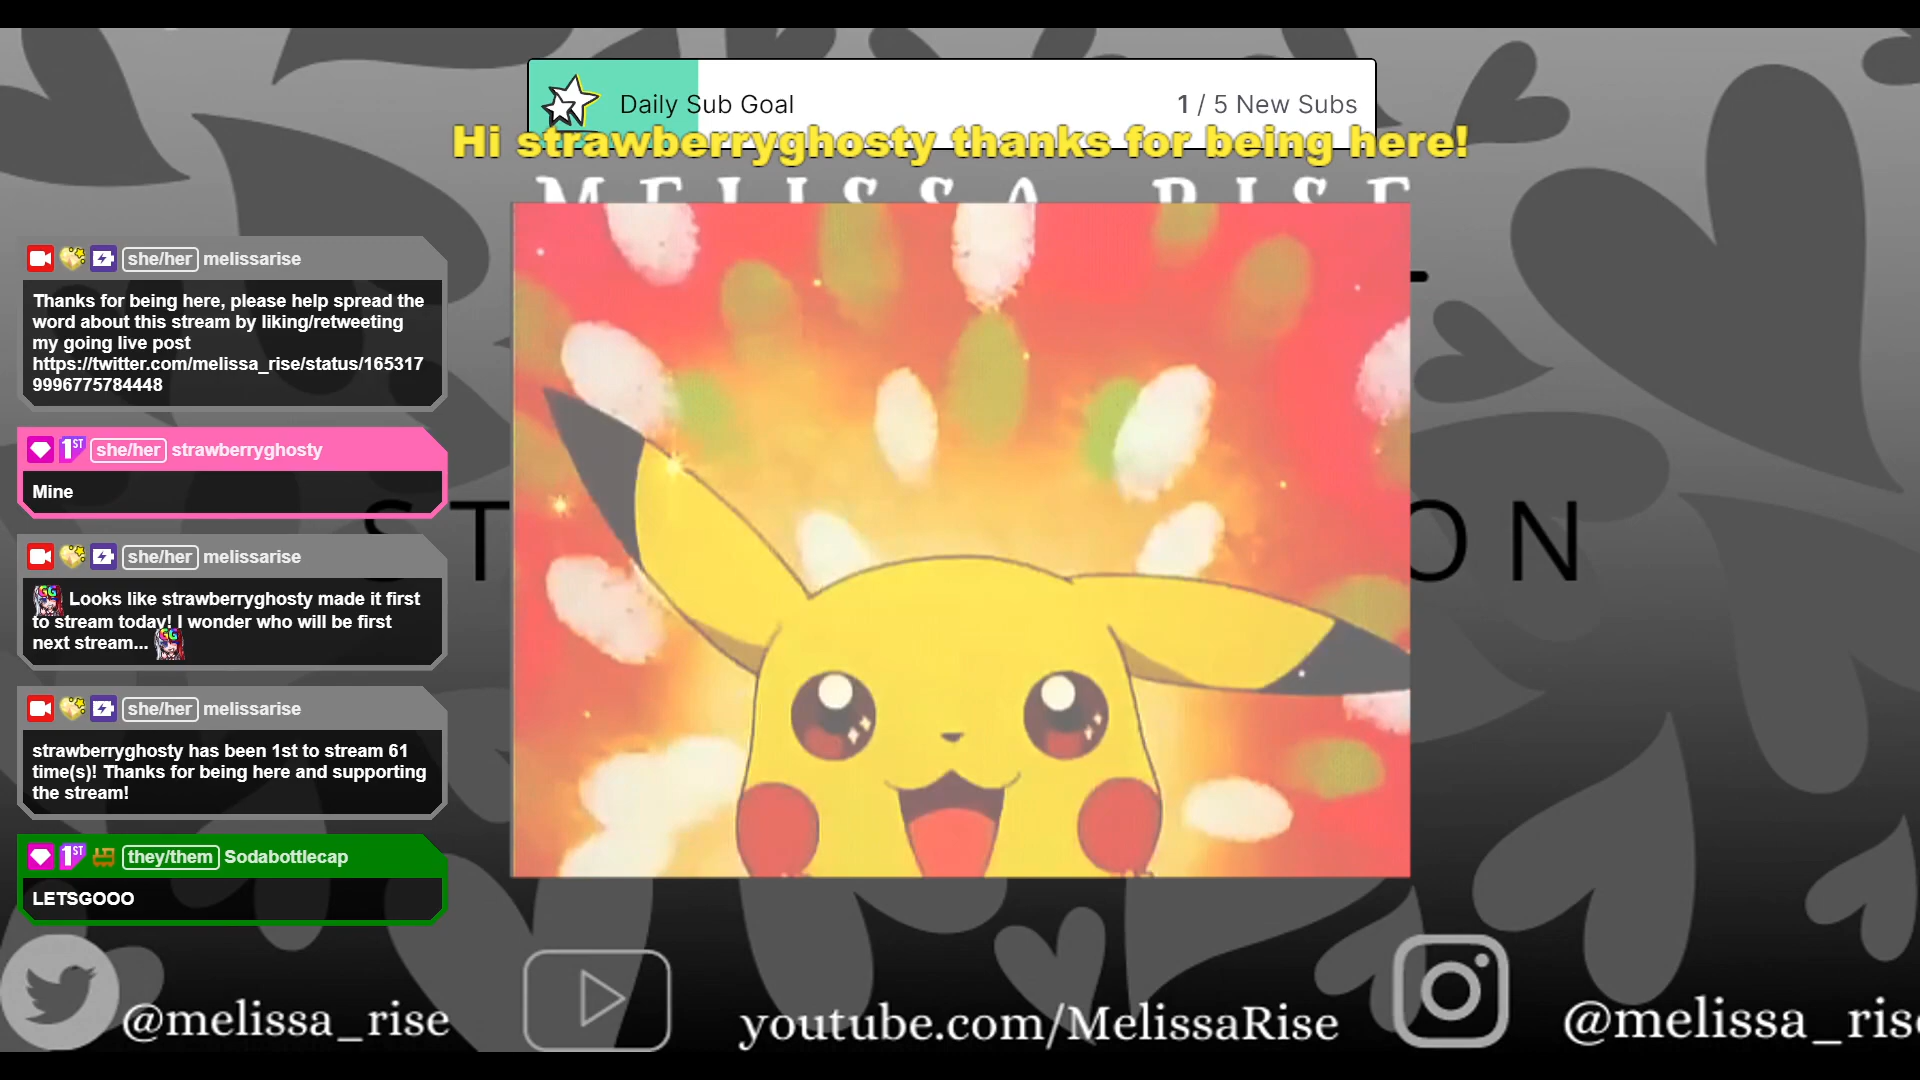 Daily Sub Goal
1 / 5 New Subs
Hi strawberryghosty thanks for being here!
MELISSA RISE
she/her melissarise
Thanks for being here, please help spread the
word about this stream by liking/retweeting
my going live post
https://twitter.com/melissa_rise/status/165317
9996775784448
1ST she/her strawberryghosty
Mine
she/her melissarise
Looks like strawberryghosty made it first
to stream today! I wonder who will be first
next stream...
she/her melissarise
strawberryghosty has been 1st to stream 61
time(s)! Thanks for being here and supporting
the stream!
1ST they/them Sodabottlecap
LETSGOOO
@melissa_rise
youtube.com/MelissaRise
@melissa_ris